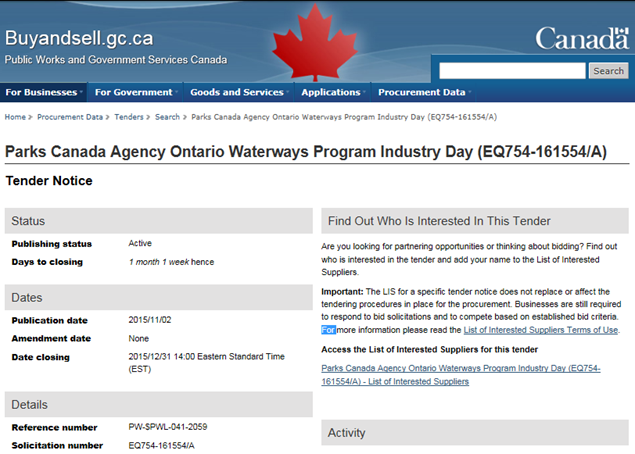 Buyandsell.gc.ca
Public Works and Government Services Canada
Canada
Search
For Businesses
For Government
Goods and Services
Applications
Procurement Data
Home > Procurement Data > Tenders > Search > Parks Canada Agency Ontario Waterways Program Industry Day (EQ754-161554/A)
Parks Canada Agency Ontario Waterways Program Industry Day (EQ754-161554/A)
Tender Notice
Status
Publishing status Active
Days to closing 1 month 1 week hence
Dates
Publication date 2015/11/02
Amendment date None
Date closing 2015/12/31 14:00 Eastern Standard Time
(EST)
Details
Reference number PW-$PWL-041-2059
Solicitation number EQ754-161554/A
Find Out Who Is Interested In This Tender
Are you looking for partnering opportunities or thinking about bidding? Find out
who is interested in the tender and add your name to the List of Interested
Suppliers.
Important: The LIS for a specific tender notice does not replace or affect the
tendering procedures in place for the procurement. Businesses are still required
to respond to bid solicitations and to compete based on established bid criteria.
For more information please read the List of Interested Suppliers Terms of Use.
Access the List of Interested Suppliers for this tender
Parks Canada Agency Ontario Waterways Program Industry Day (EQ754-
161554/A) - List of Interested Suppliers
Activity